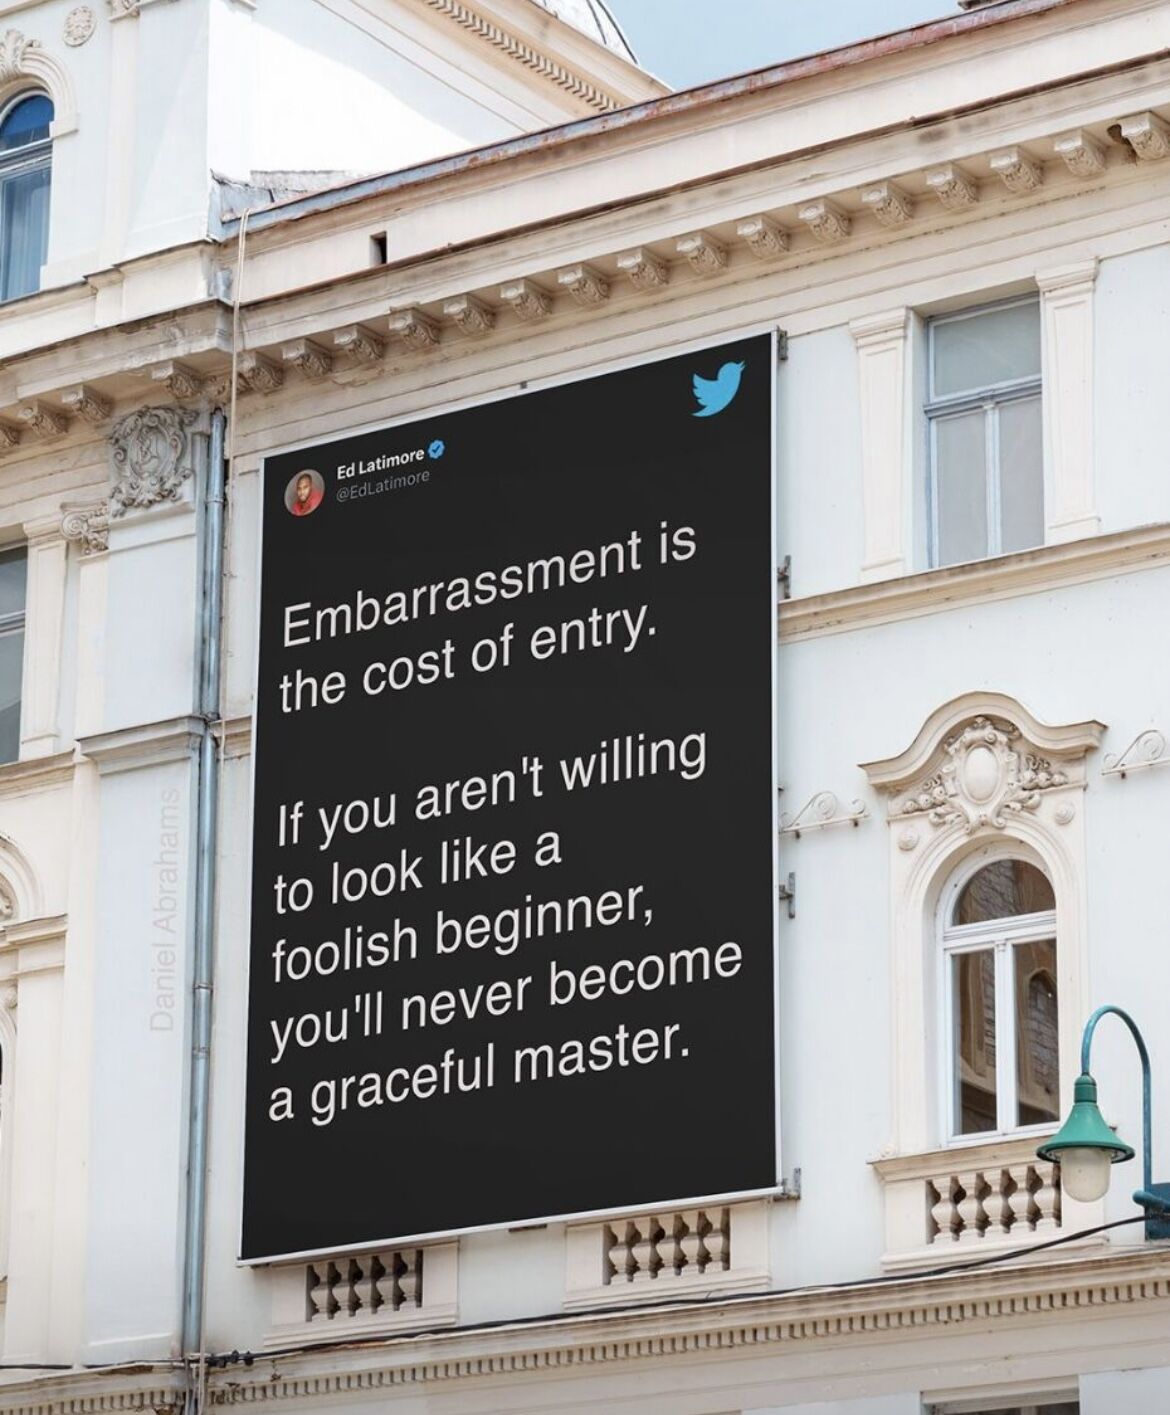 Ed Latimore
@EdLatimore
Embarrassment is
the cost of entry.
If you aren't willing
to look like a
foolish beginner,
you'll never become
a graceful master.
Daniel Abrahams